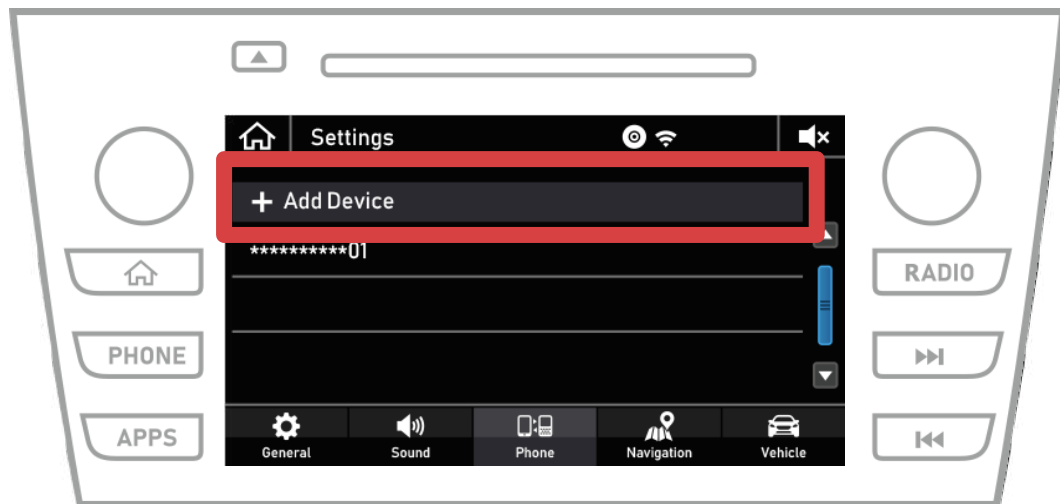 Settings
+ Add Device
**********01
RADIO
PHONE
APPS
General Sound Phone Navigation Vehicle